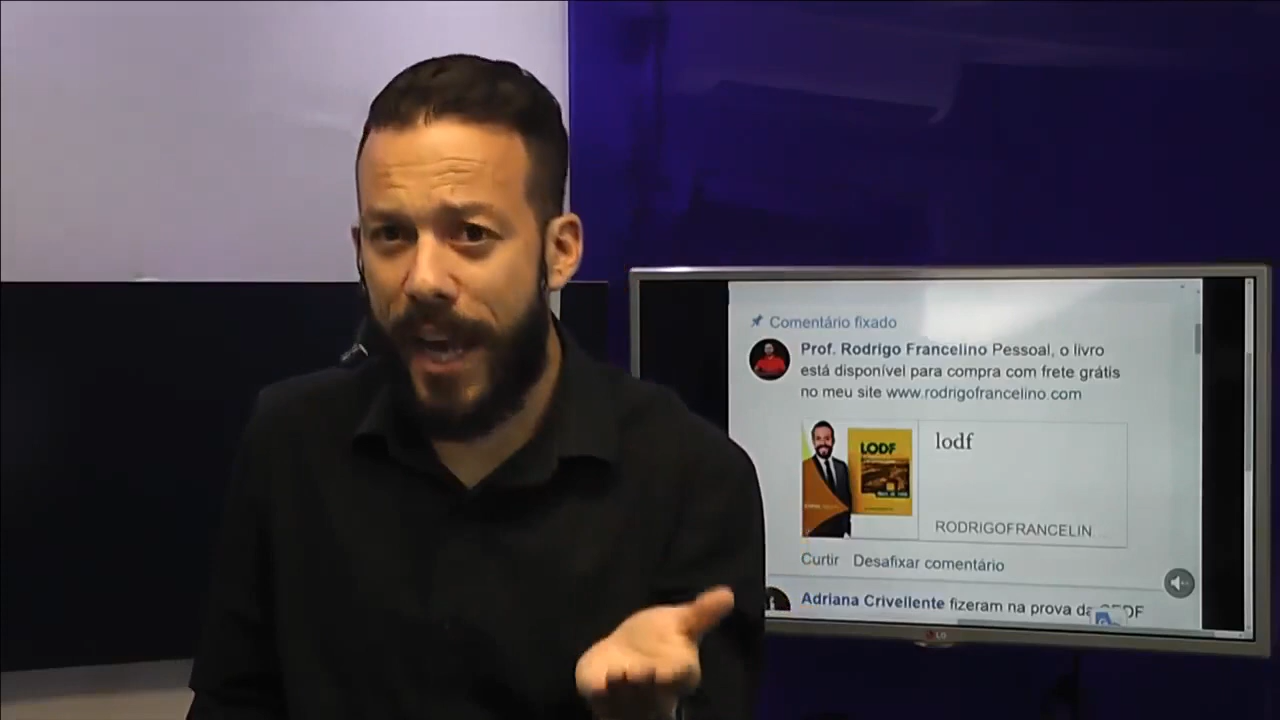 Comentário fixado
Prof. Rodrigo Francelino Pessoal, o livro
está disponível para compra com frete grátis
no meu site www.rodrigofrancelino.com
LODF
lodf
RODRIGOFRANCELIN
Curtir Desafixar comentário
Adriana Crivellente fizeram na prova da
LG